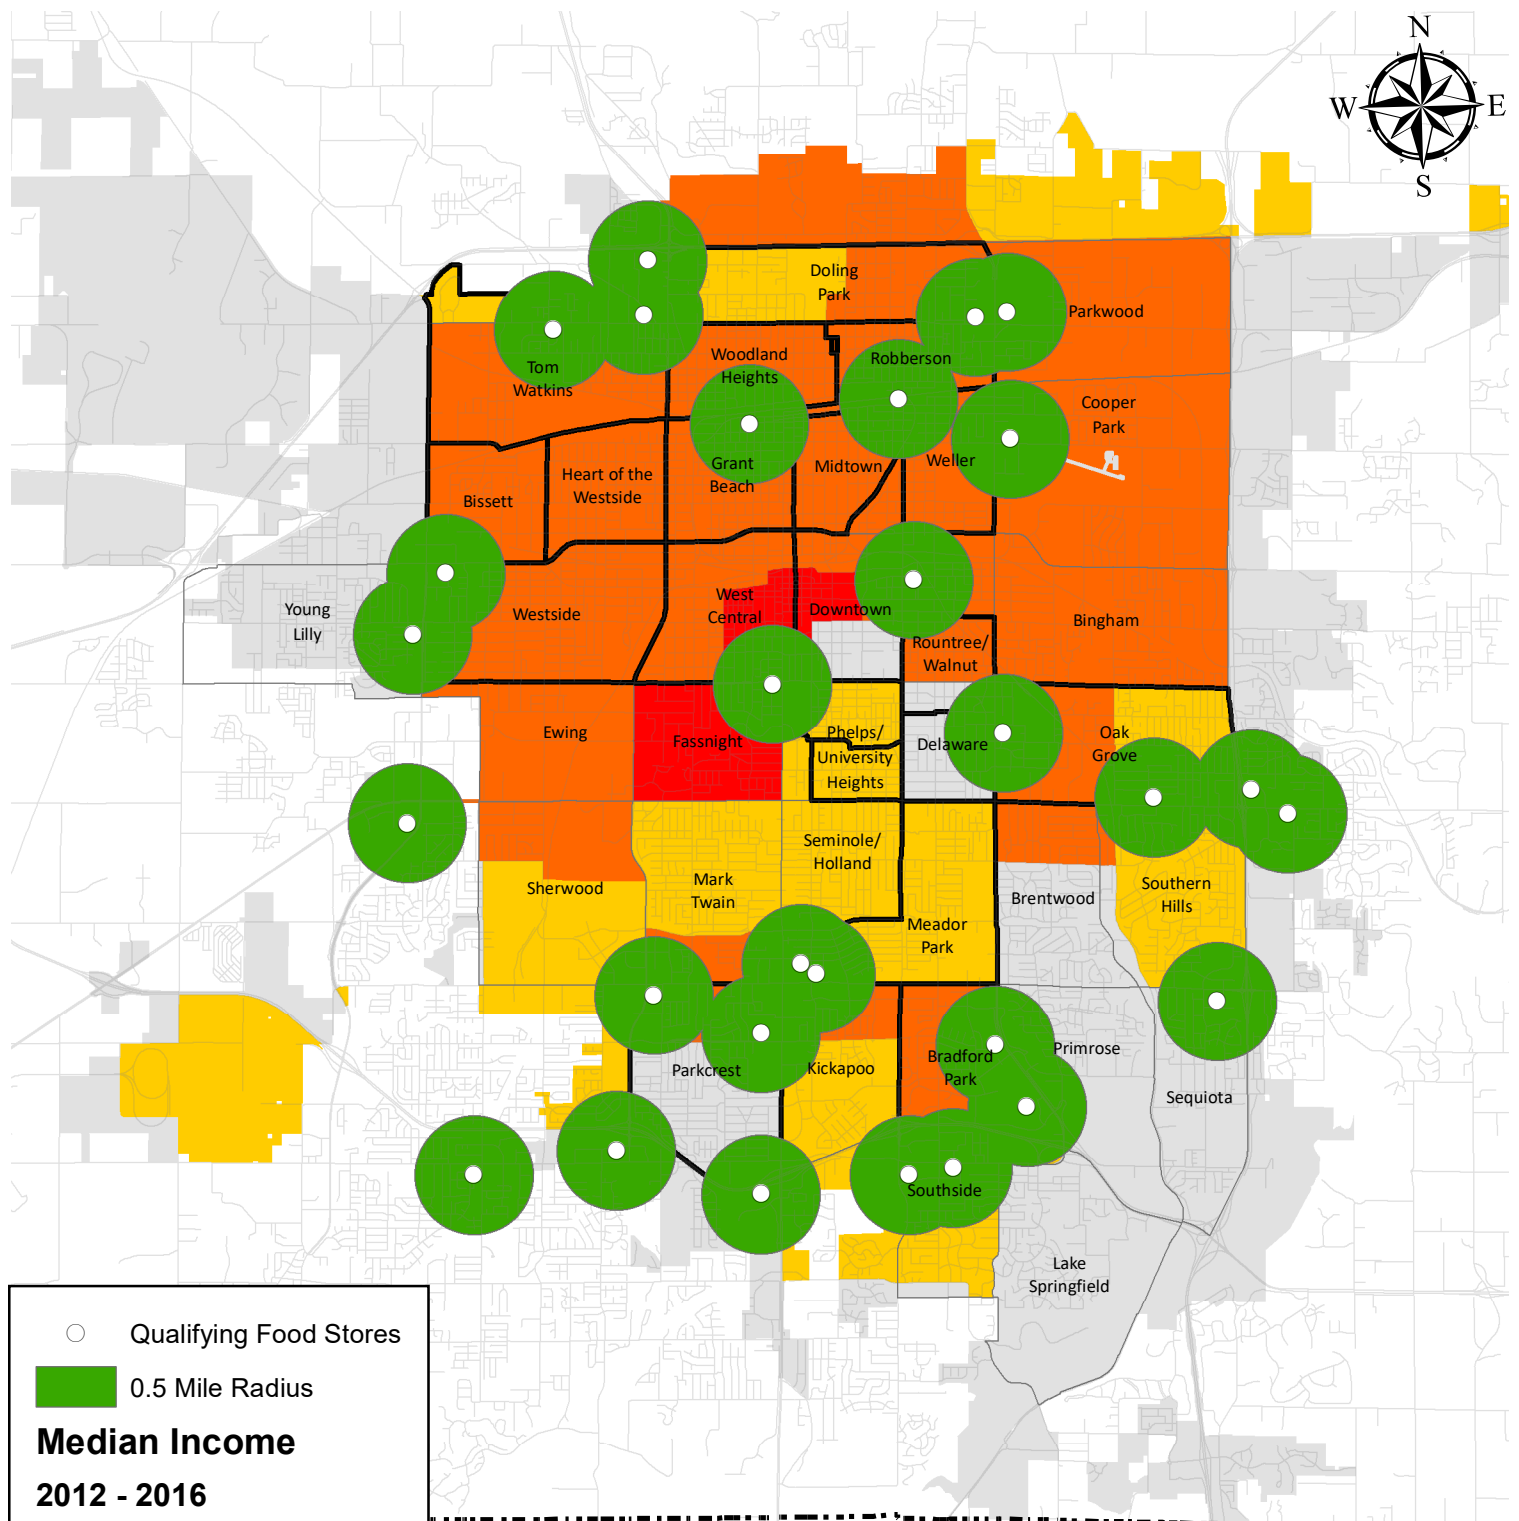 N
W
E
S
Doling
Park
Parkwood
Woodland
Heights
Robberson
Tom
Watkins
Cooper
Park
Grant
Beach
Midtown
Weller
Heart of the
Westside
Bissett
Young
Lilly
Westside
West
Central
Downtown
Bingham
Rountree/
Walnut
Ewing
Fassnight
Phelps/
University
Heights
Delaware
Oak
Grove
Seminole/
Holland
Sherwood
Mark
Twain
Brentwood
Southern
Hills
Meador
Park
Parkcrest
Kickapoo
Bradford
Park
Primrose
Sequiota
Southside
Lake
Springfield
Qualifying Food Stores
0.5 Mile Radius
Median Income
2012 - 2016